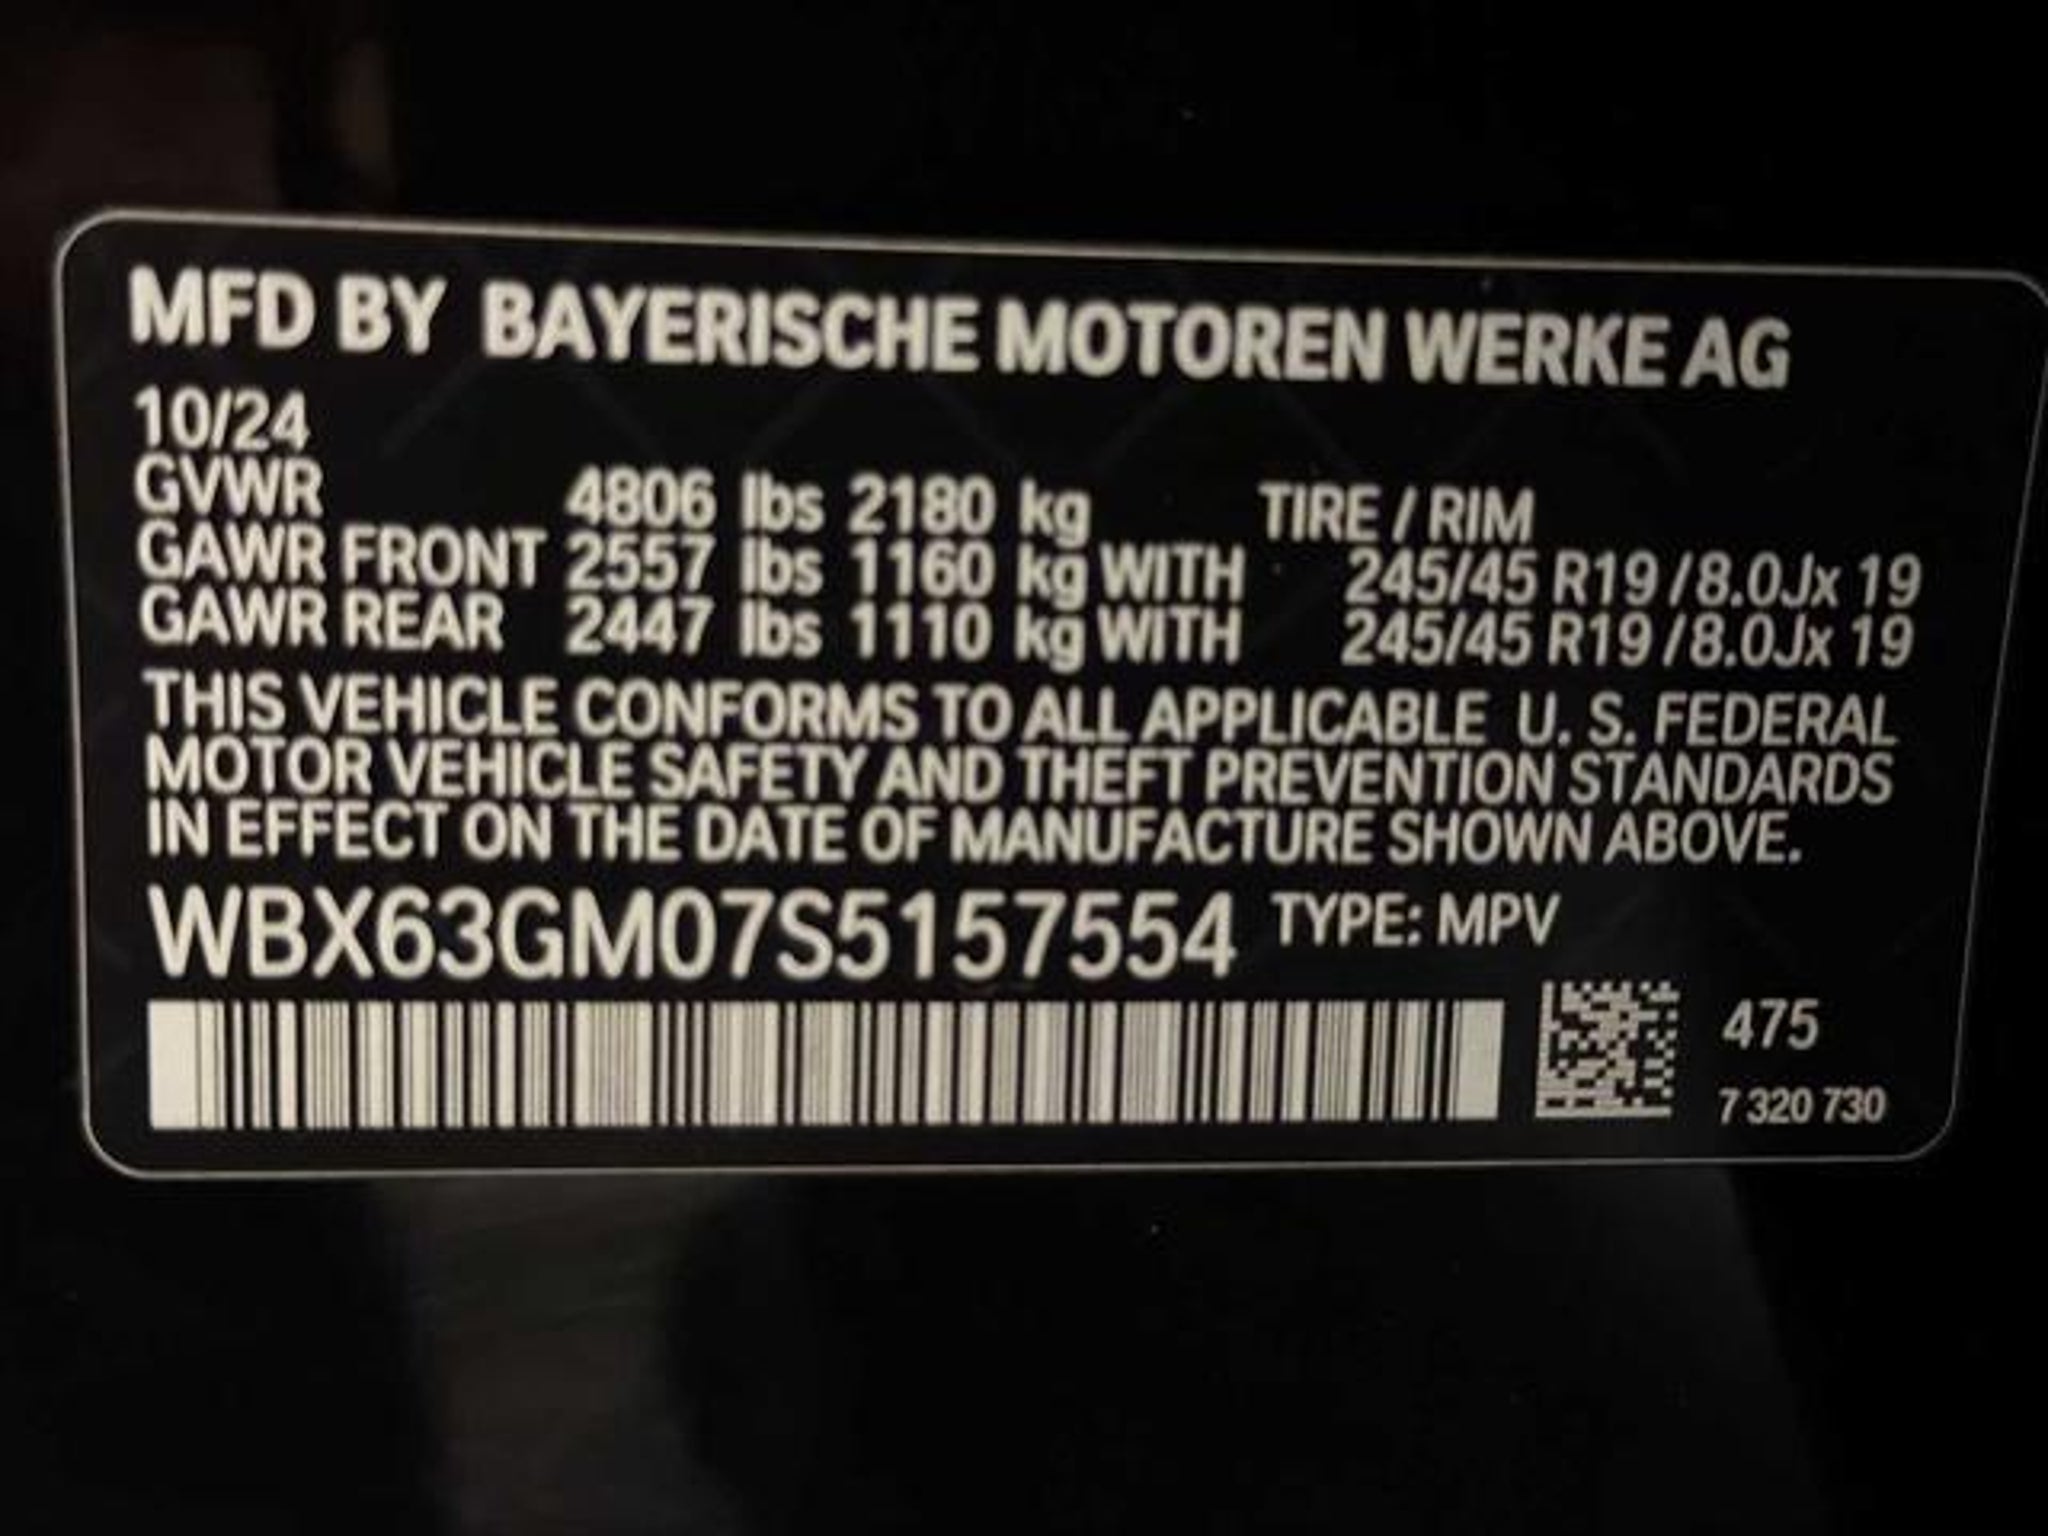 MFD BY BAYERISCHE MOTOREN WERKE AG
10/24
GVWR 4806 lbs 2180 kg TIRE / RIM
GAWR FRONT 2557 lbs 1160 kg WITH 245/45 R19 / 8.0Jx 19
GAWR REAR 2447 lbs 1110 kg WITH 245/45 R19 / 8.0Jx 19
THIS VEHICLE CONFORMS TO ALL APPLICABLE U. S. FEDERAL
MOTOR VEHICLE SAFETY AND THEFT PREVENTION STANDARDS
IN EFFECT ON THE DATE OF MANUFACTURE SHOWN ABOVE.
WBX63GM07S5157554 TYPE: MPV
475
7 320 730